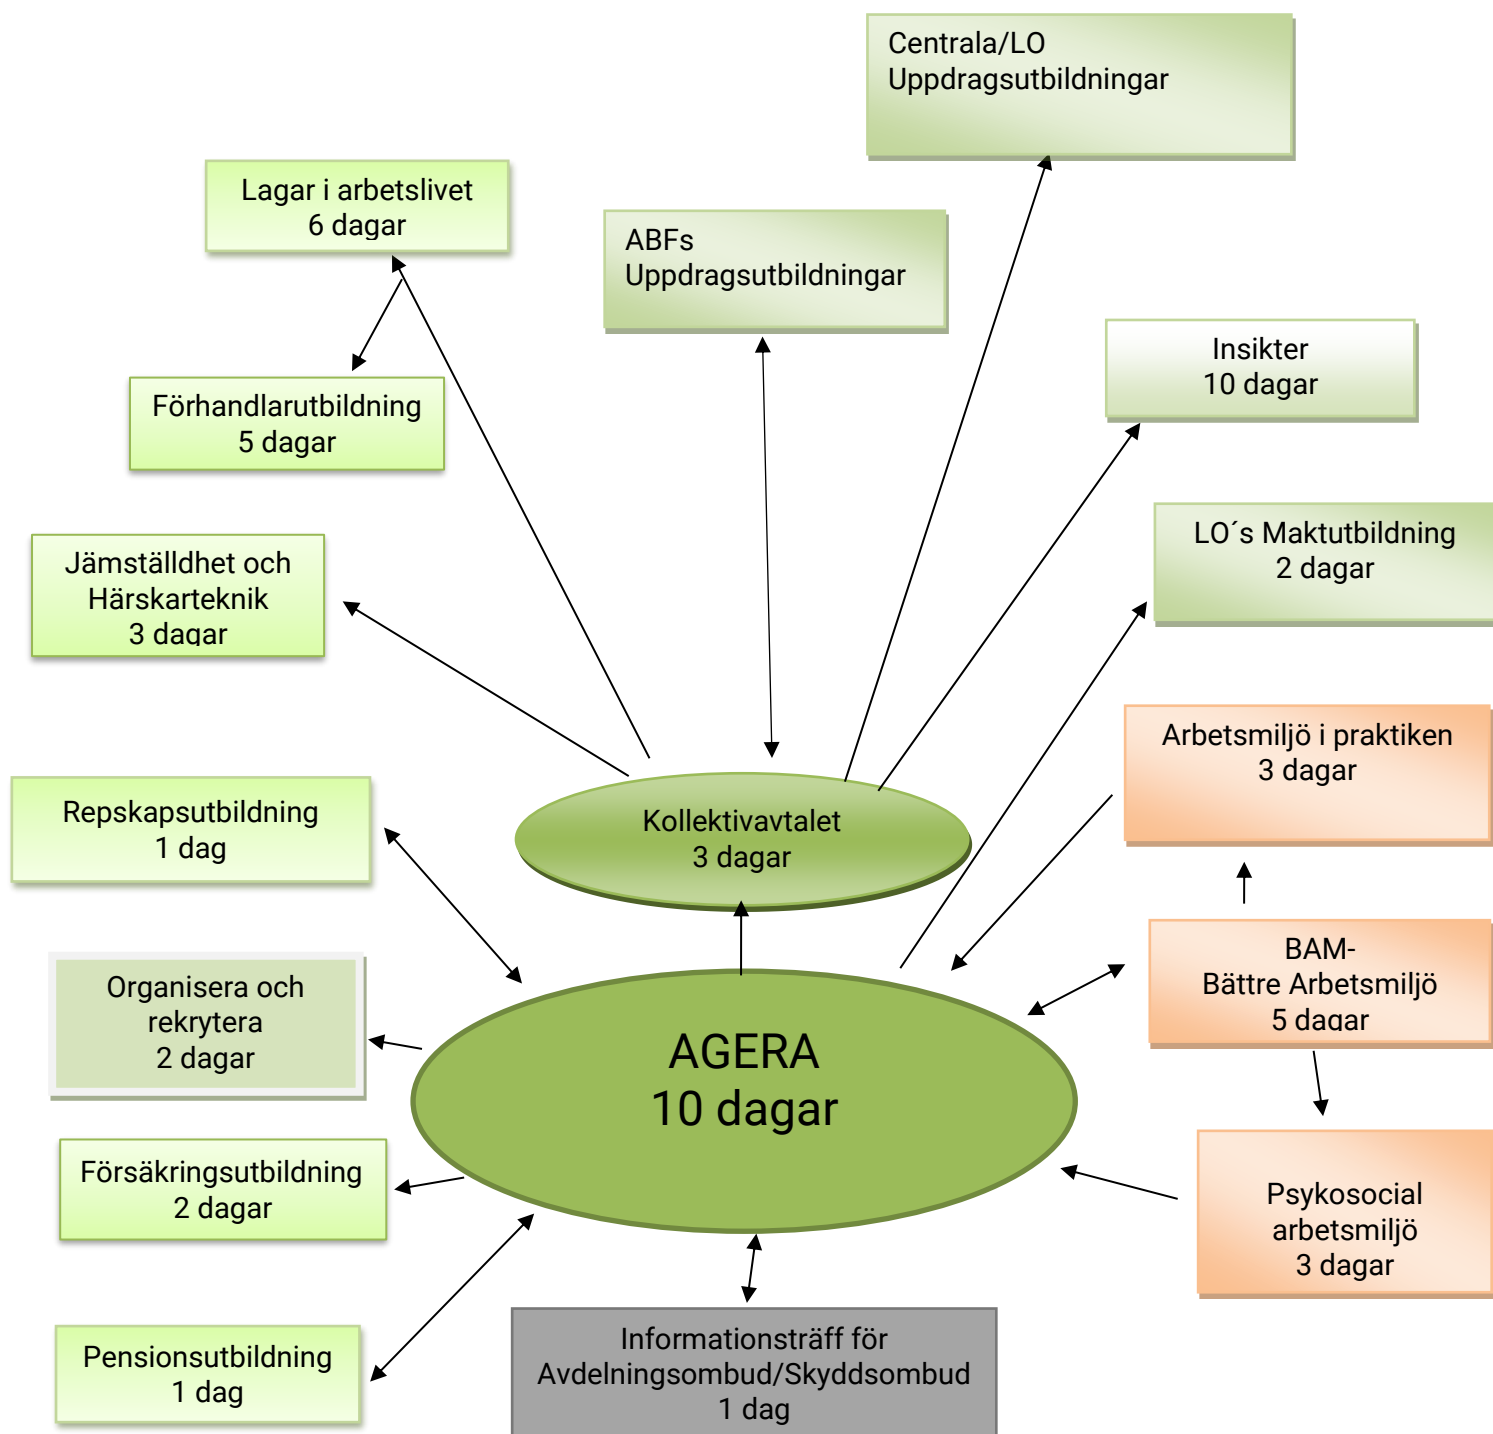 Centrala/LO
Uppdragsutbildningar
Lagar i arbetslivet
6 dagar
ABFs
Uppdragsutbildningar
Insikter
10 dagar
Förhandlarutbildning
5 dagar
LO´s Maktutbildning
2 dagar
Jämställdhet och
Härskarteknik
3 dagar
Arbetsmiljö i praktiken
3 dagar
Repskapsutbildning
1 dag
Kollektivavtalet
3 dagar
BAM-
Bättre Arbetsmiljö
5 dagar
Organisera och
rekrytera
2 dagar
AGERA
10 dagar
Försäkringsutbildning
2 dagar
Psykosocial
arbetsmiljö
3 dagar
Pensionsutbildning
1 dag
Informationsträff för
Avdelningsombud/Skyddsombud
1 dag